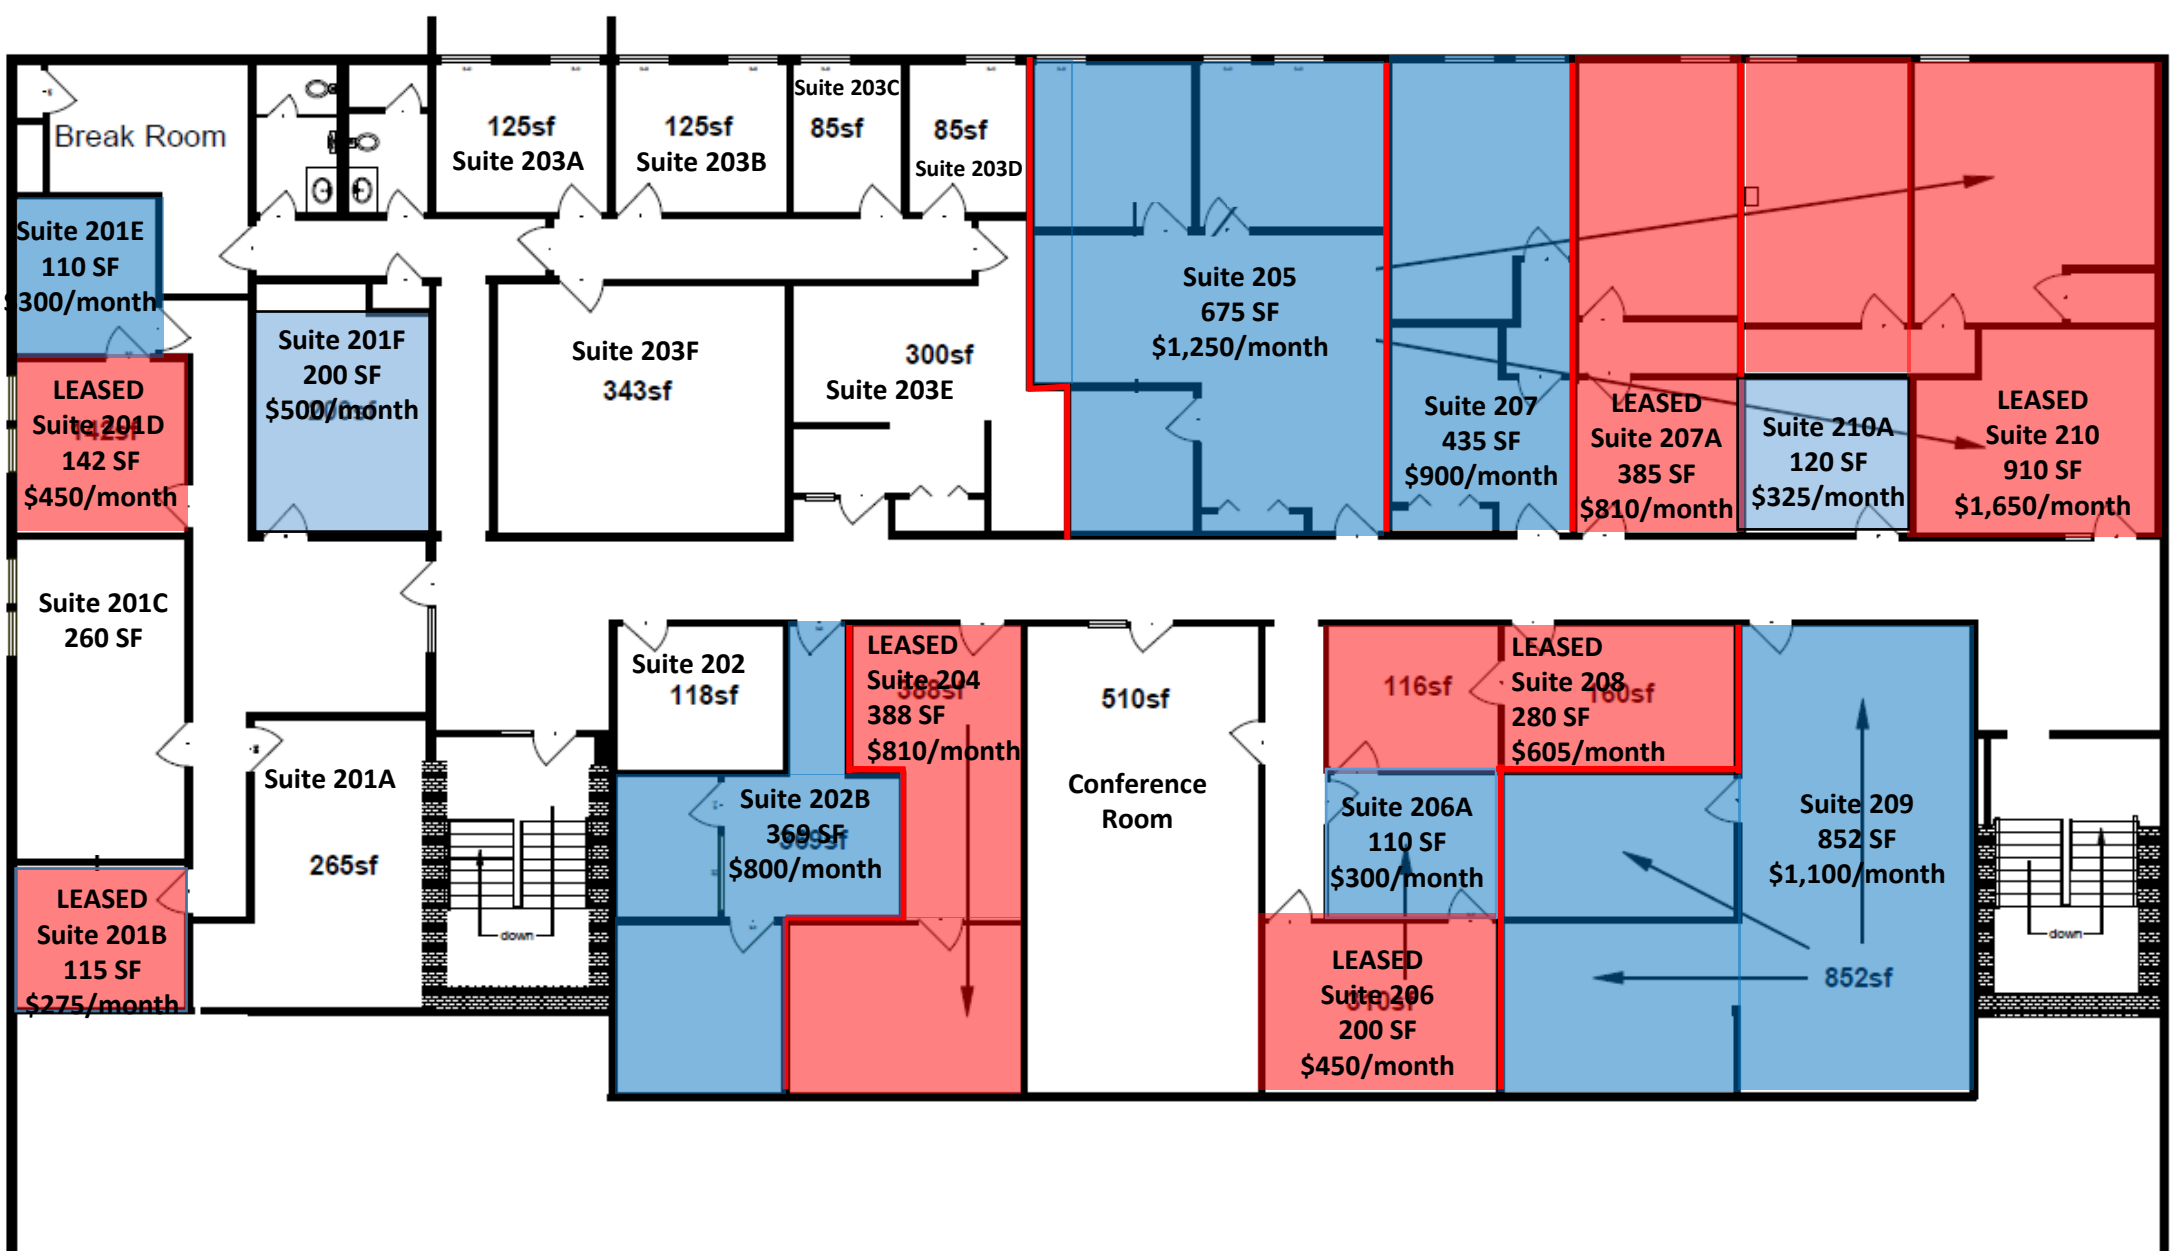 Break Room
125sf
Suite 203A
125sf
Suite 203B
Suite 203C
85sf
85sf
Suite 203D
Suite 201E
110 SF
$300/month
LEASED
Suite 201D
142sf
142 SF
$450/month
Suite 201F
200 SF
$500/month
Suite 203F
343sf
300sf
Suite 203E
Suite 205
675 SF
$1,250/month
Suite 207
435 SF
$900/month
LEASED
Suite 207A
385 SF
$810/month
Suite 210A
120 SF
$325/month
LEASED
Suite 210
910 SF
$1,650/month
Suite 201C
260 SF
Suite 201A
265sf
LEASED
Suite 201B
115 SF
$275/month
down
Suite 202
118sf
Suite 202B
369 SF
369sf
$800/month
LEASED
Suite 204
388sf
388 SF
$810/month
510sf
Conference
Room
116sf
LEASED
Suite 208
160sf
280 SF
$605/month
Suite 206A
110 SF
$300/month
LEASED
Suite 206
310sf
200 SF
$450/month
Suite 209
852 SF
$1,100/month
852sf
down